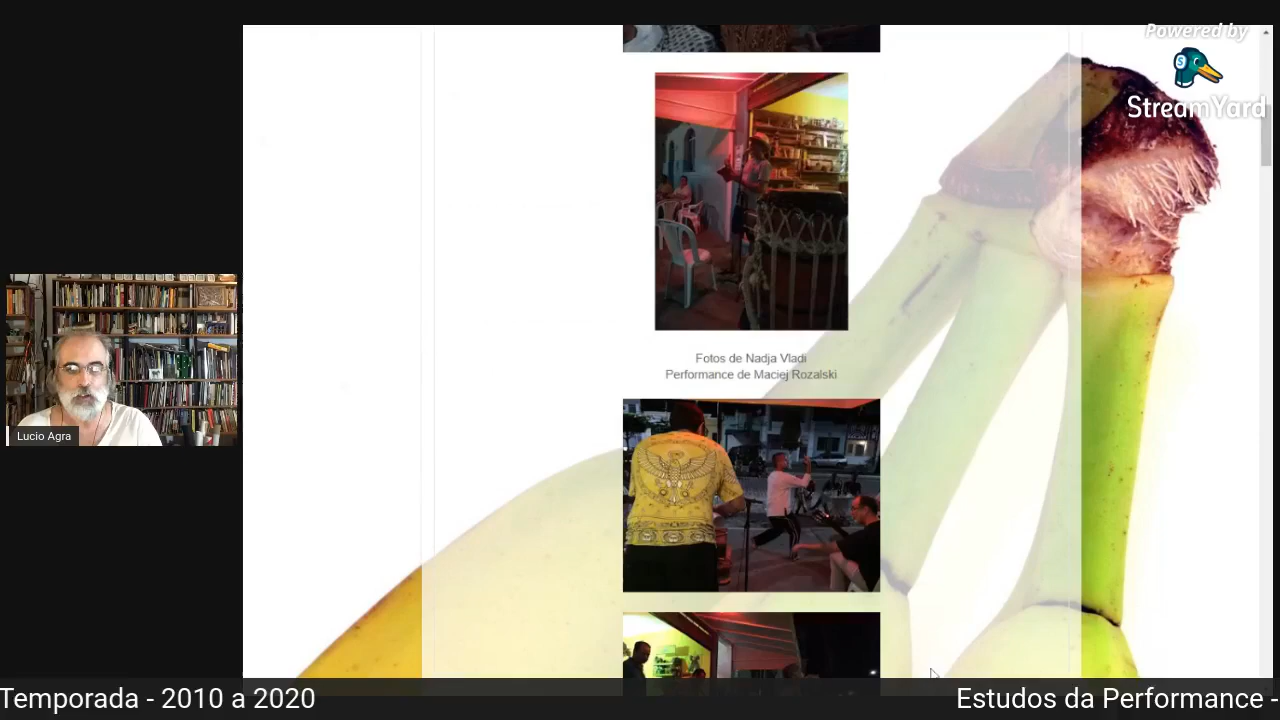 Powered by
StreamYard
Fotos de Nadja Vladi
Performance de Maciej Rozalski
Lucio Agra
Temporada - 2010 a 2020
Estudos da Performance -